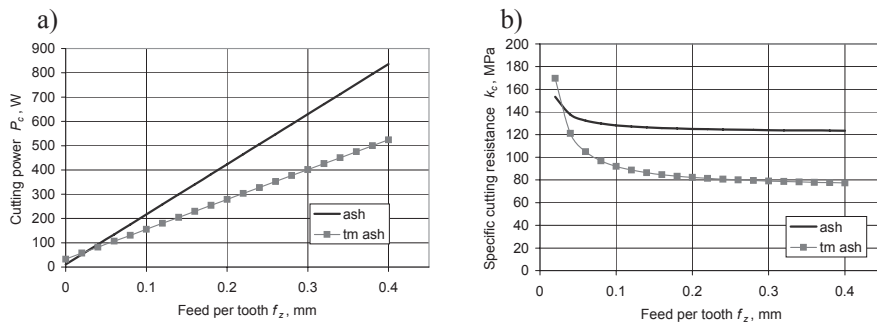 a)
900
800
700
600
500
400
300
200
100
0
Cutting power P_c, W
0 0.1 0.2 0.3 0.4
Feed per tooth f_z, mm
ash
tm ash
b)
200
180
160
140
120
100
80
60
40
20
0
Specific cutting resistance k_c, MPa
0 0.1 0.2 0.3 0.4
Feed per tooth f_z, mm
ash
tm ash